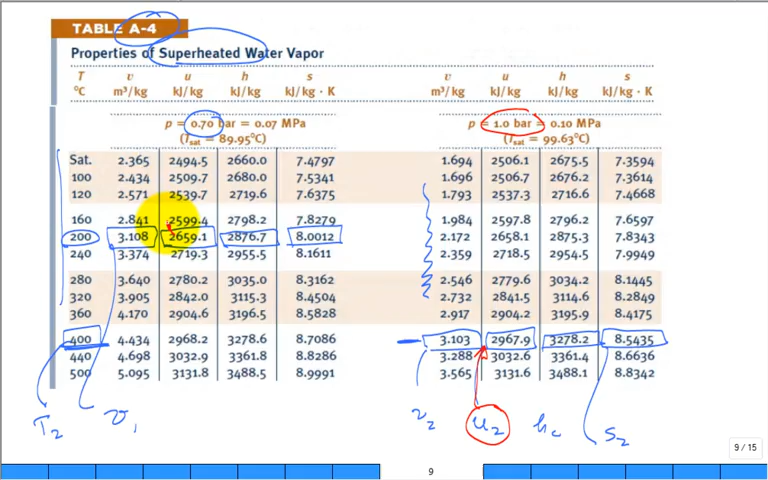 TABLE A-4
Properties of Superheated Water Vapor
T v u h s v u h s
°C m³/kg kJ/kg kJ/kg kJ/kg · K m³/kg kJ/kg kJ/kg kJ/kg · K
p = 0.70 bar = 0.07 MPa p = 1.0 bar = 0.10 MPa
(Tsat = 89.95°C) (Tsat = 99.63°C)
Sat. 2.365 2494.5 2660.0 7.4797 1.694 2506.1 2675.5 7.3594
100 2.434 2509.7 2680.0 7.5341 1.696 2506.7 2676.2 7.3614
120 2.571 2539.7 2719.6 7.6375 1.793 2537.3 2716.6 7.4668
160 2.841 2599.4 2798.2 7.8279 1.984 2597.8 2796.2 7.6597
200 3.108 2659.1 2876.7 8.0012 2.172 2658.1 2875.3 7.8343
240 3.374 2719.3 2955.5 8.1611 2.359 2718.5 2954.5 7.9949
280 3.640 2780.2 3035.0 8.3162 2.546 2779.6 3034.2 8.1445
320 3.905 2842.0 3115.3 8.4504 2.732 2841.5 3114.6 8.2849
360 4.170 2904.6 3196.5 8.5828 2.917 2904.2 3195.9 8.4175
400 4.434 2968.2 3278.6 8.7086 3.103 2967.9 3278.2 8.5435
440 4.698 3032.9 3361.8 8.8286 3.288 3032.6 3361.4 8.6636
500 5.095 3131.8 3488.5 8.9991 3.565 3131.6 3488.1 8.8342
T2 v1 v2 u2 s2
9 / 15
9